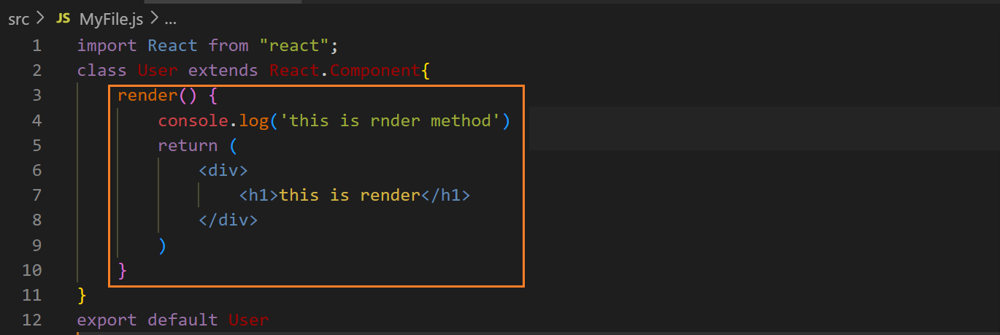 src > JS MyFile.js > ...
1 import React from "react";
2 class User extends React.Component{
3 render() {
4 console.log('this is rnder method')
5 return (
6 <div>
7 <h1>this is render</h1>
8 </div>
9 )
10 }
11 }
12 export default User